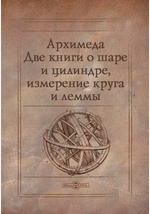 Архимеда
Две книги о шаре
и цилиндре,
измерение круга
и леммы